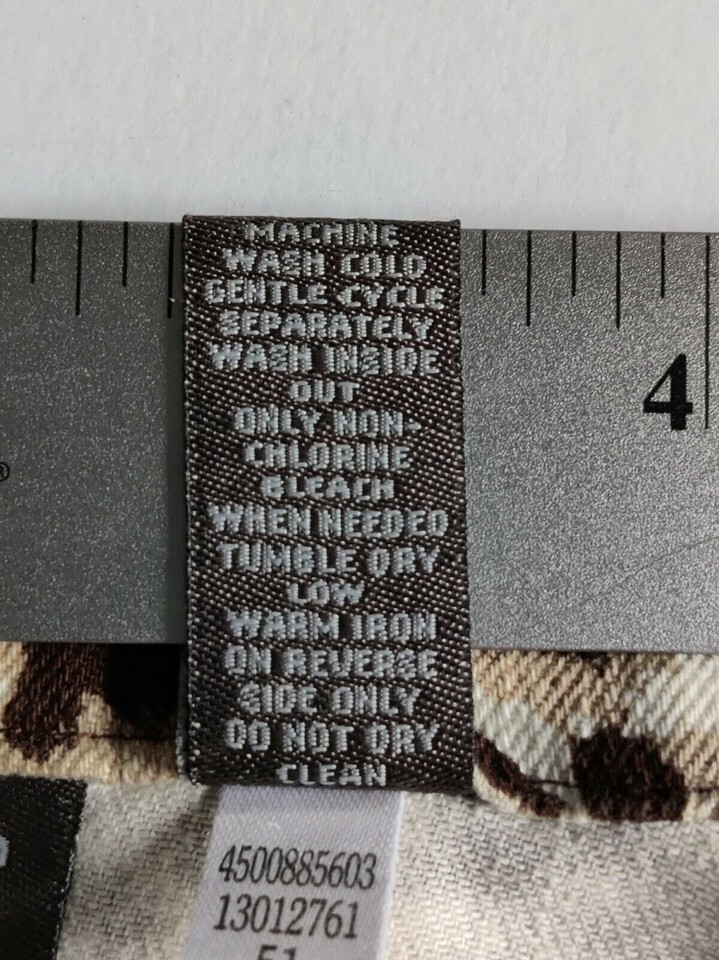 MACHINE
WASH COLD
GENTLE CYCLE
SEPARATELY
WASH INSIDE
OUT
ONLY NON-
CHLORINE
BLEACH
WHEN NEEDED
TUMBLE DRY
LOW
WARM IRON
ON REVERSE
SIDE ONLY
DO NOT DRY
CLEAN
4
®
4500885603
13012761